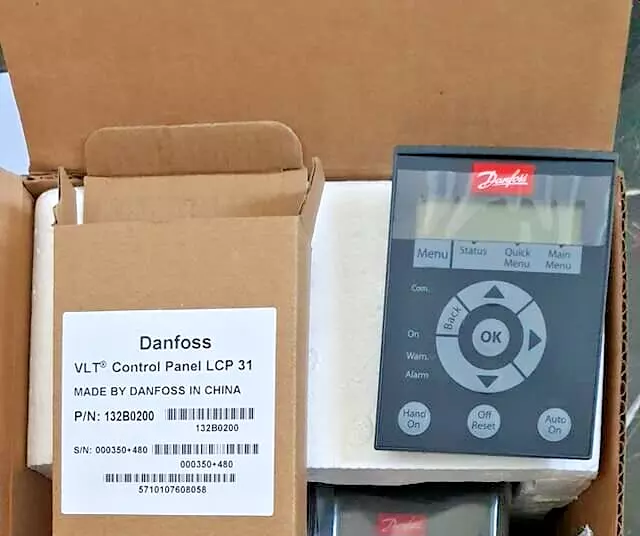 Danfoss
VLT® Control Panel LCP 31
MADE BY DANFOSS IN CHINA
P/N: 132B0200
132B0200
S/N: 000350+480
000350+480
5710107608058
Danfoss
Menu
Status
Quick Menu
Main Menu
Com.
Back
OK
On
Warn.
Alarm
Hand On
Off Reset
Auto On
Danfoss